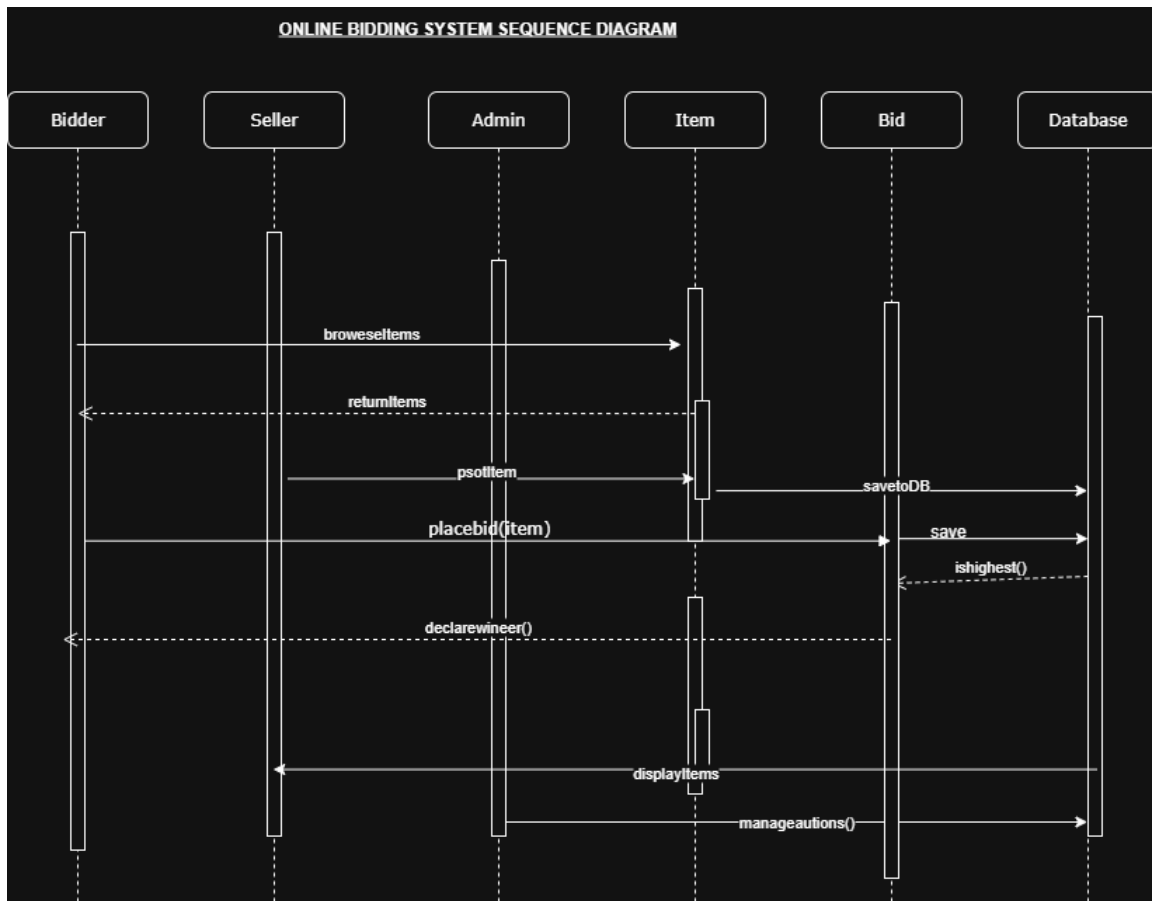 ONLINE BIDDING SYSTEM SEQUENCE DIAGRAM
Bidder
Seller
Admin
Item
Bid
Database
broweseItems
returnItems
psotItem
savetoDB
placebid(item)
save
ishighest()
declarewineer()
displayItems
manageautions()